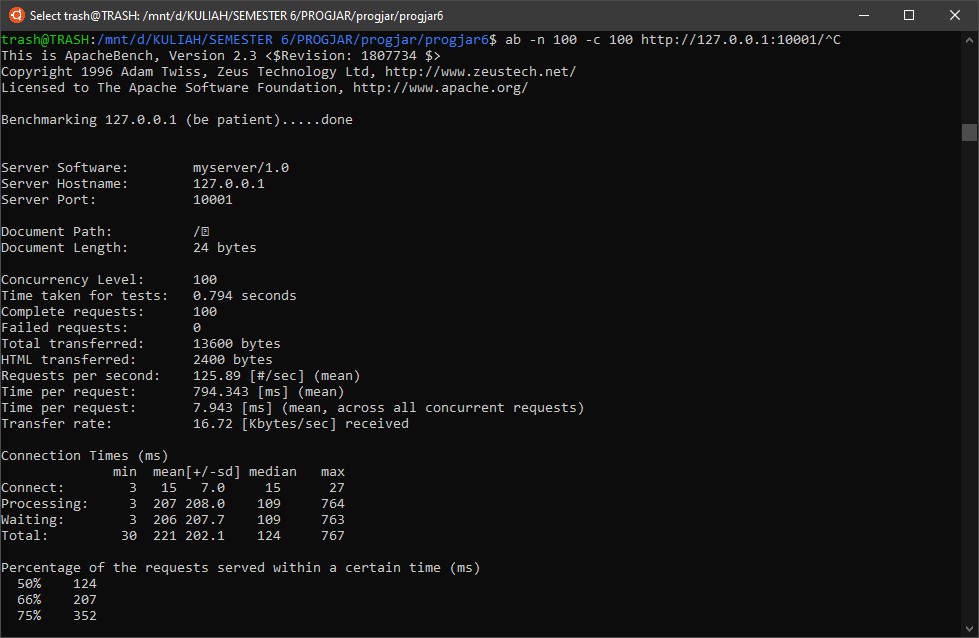 Select trash@TRASH: /mnt/d/KULIAH/SEMESTER 6/PROGJAR/progjar/progjar6
trash@TRASH:/mnt/d/KULIAH/SEMESTER 6/PROGJAR/progjar/progjar6$ ab -n 100 -c 100 http://127.0.0.1:10001/^C
This is ApacheBench, Version 2.3 <$Revision: 1807734 $>
Copyright 1996 Adam Twiss, Zeus Technology Ltd, http://www.zeustech.net/
Licensed to The Apache Software Foundation, http://www.apache.org/

Benchmarking 127.0.0.1 (be patient).....done


Server Software:        myserver/1.0
Server Hostname:        127.0.0.1
Server Port:            10001

Document Path:          /
Document Length:        24 bytes

Concurrency Level:      100
Time taken for tests:   0.794 seconds
Complete requests:      100
Failed requests:        0
Total transferred:      13600 bytes
HTML transferred:       2400 bytes
Requests per second:    125.89 [#/sec] (mean)
Time per request:       794.343 [ms] (mean)
Time per request:       7.943 [ms] (mean, across all concurrent requests)
Transfer rate:          16.72 [Kbytes/sec] received

Connection Times (ms)
              min  mean[+/-sd] median   max
Connect:        3   15   7.0     15      27
Processing:     3  207 208.0    109     764
Waiting:        3  206 207.7    109     763
Total:         30  221 202.1    124     767

Percentage of the requests served within a certain time (ms)
  50%    124
  66%    207
  75%    352